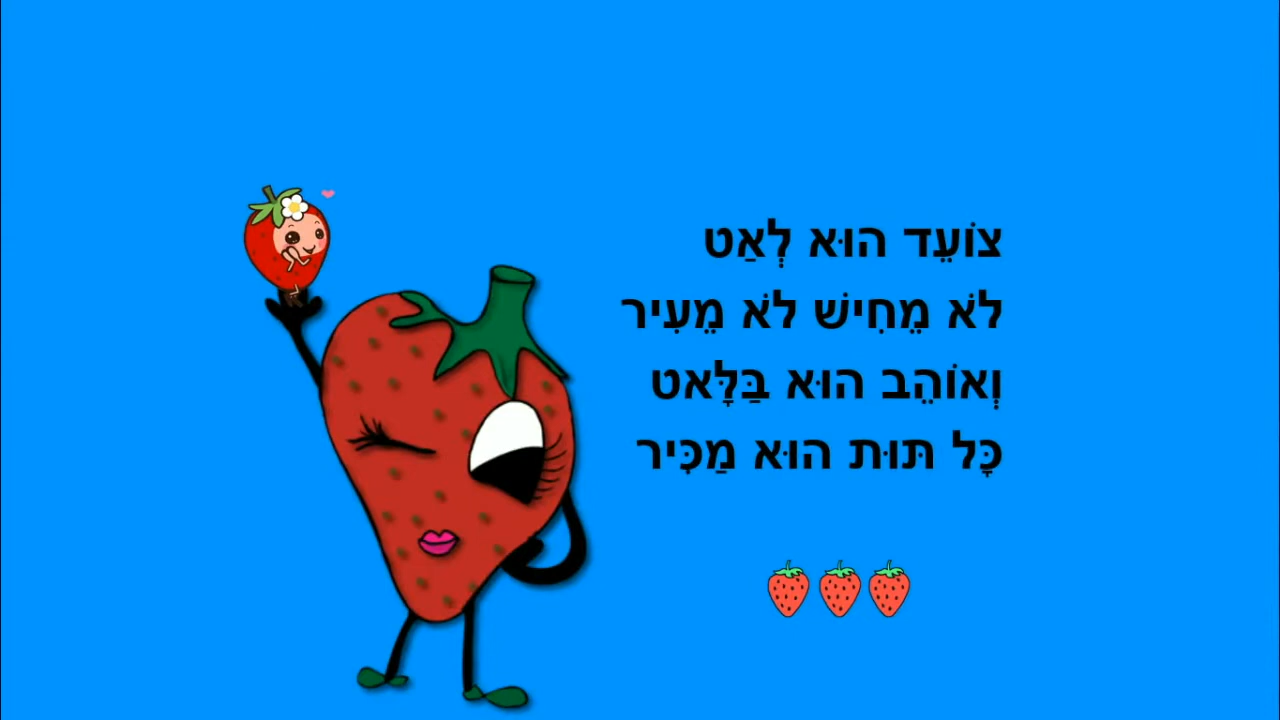 צוֹעֵד הוּא לְאַט
לֹא מֵחִישׁ לֹא מֵעִיר
וְאוֹהֵב הוּא בַּלָּאט
כָּל תּוּת הוּא מַכִּיר